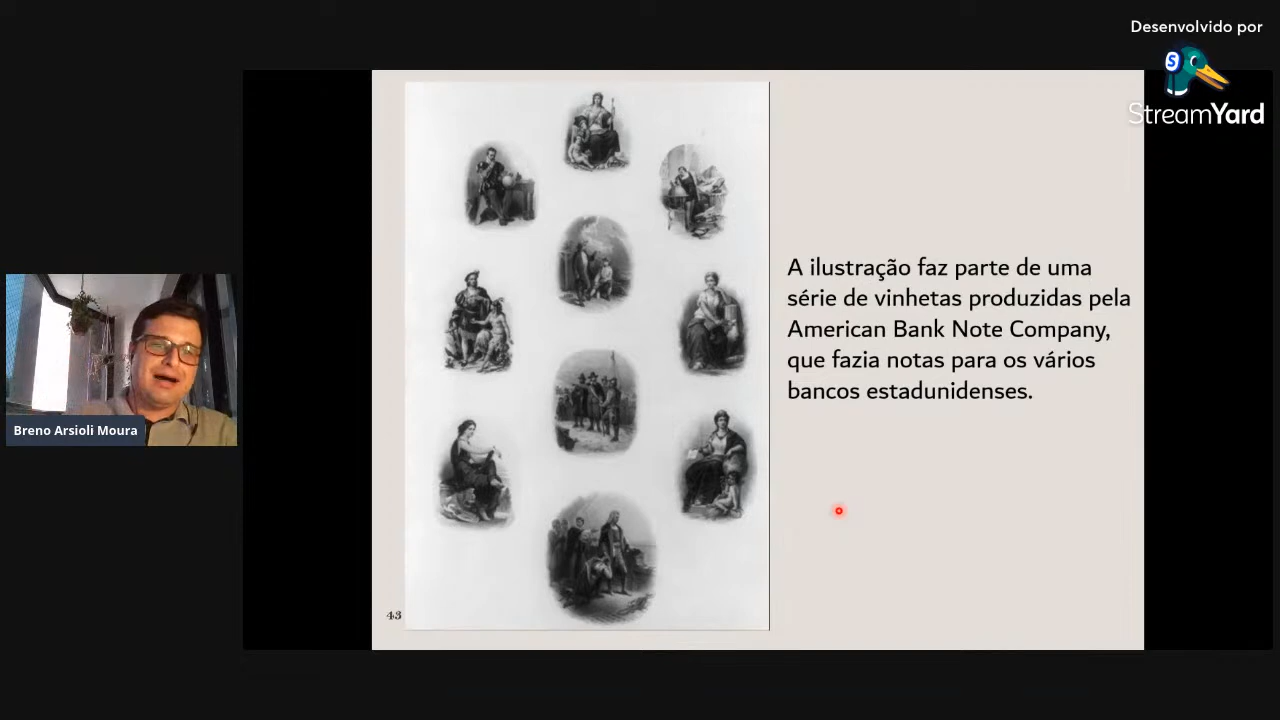 Desenvolvido por
S
StreamYard
A ilustração faz parte de uma
série de vinhetas produzidas pela
American Bank Note Company,
que fazia notas para os vários
bancos estadunidenses.
Breno Arsioli Moura
43